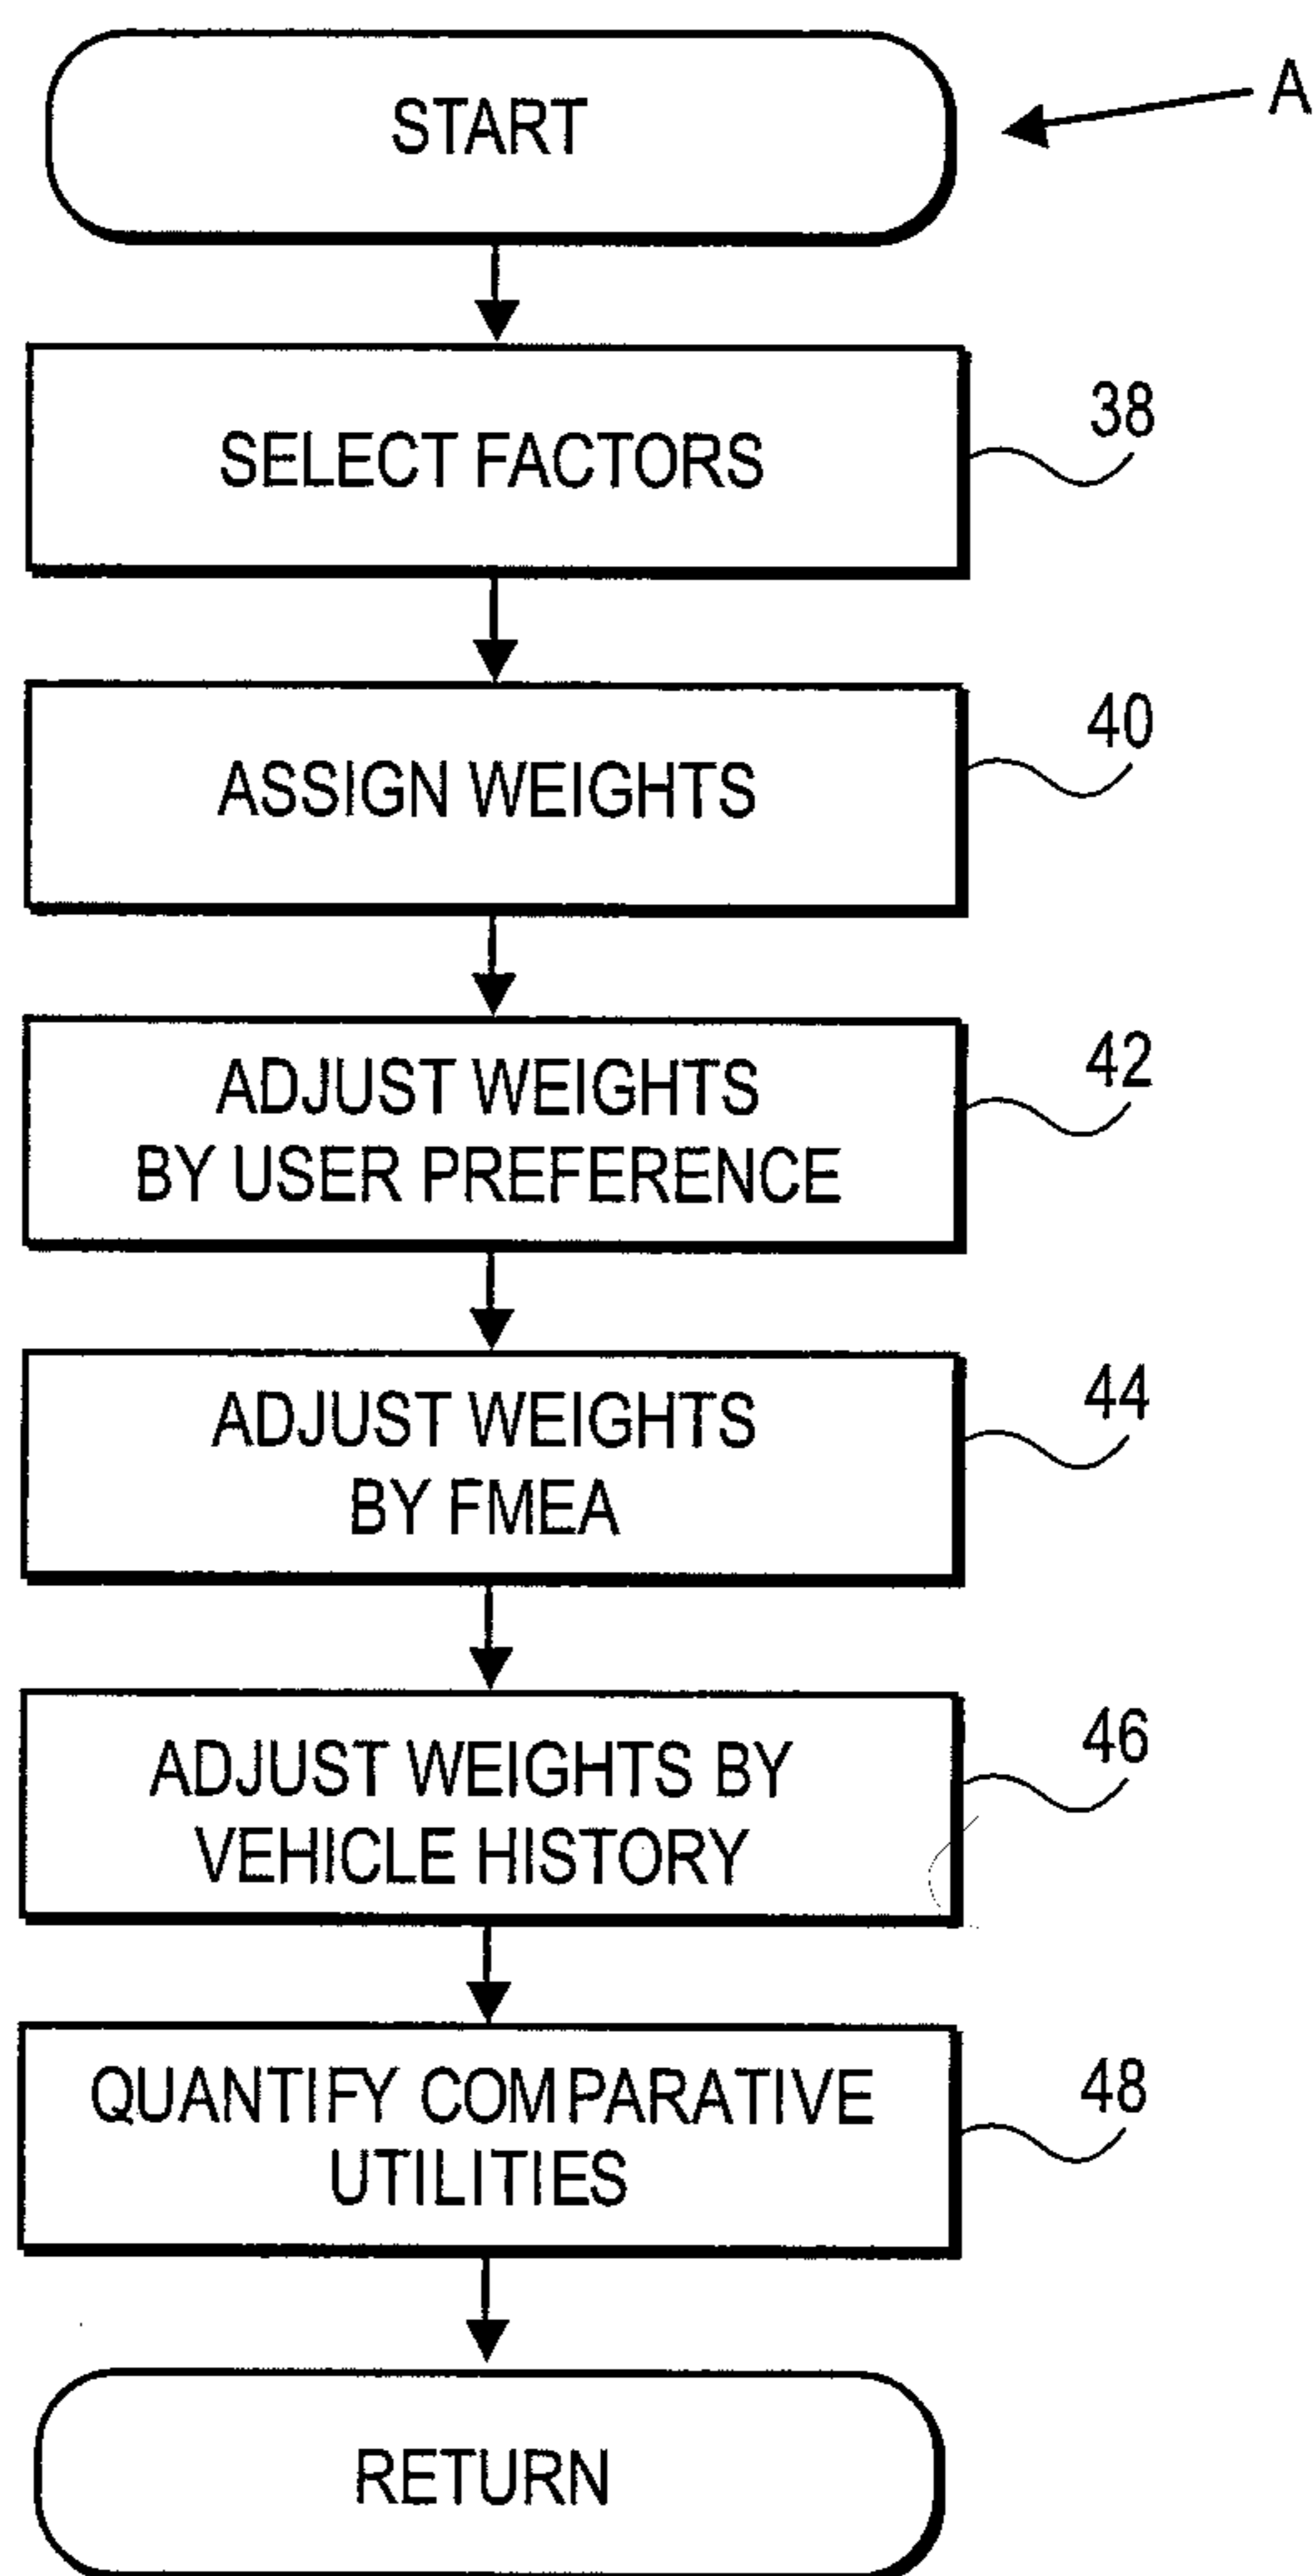 START
A
SELECT FACTORS
38
ASSIGN WEIGHTS
40
ADJUST WEIGHTS
BY USER PREFERENCE
42
ADJUST WEIGHTS
BY FMEA
44
ADJUST WEIGHTS BY
VEHICLE HISTORY
46
QUANTIFY COMPARATIVE
UTILITIES
48
RETURN